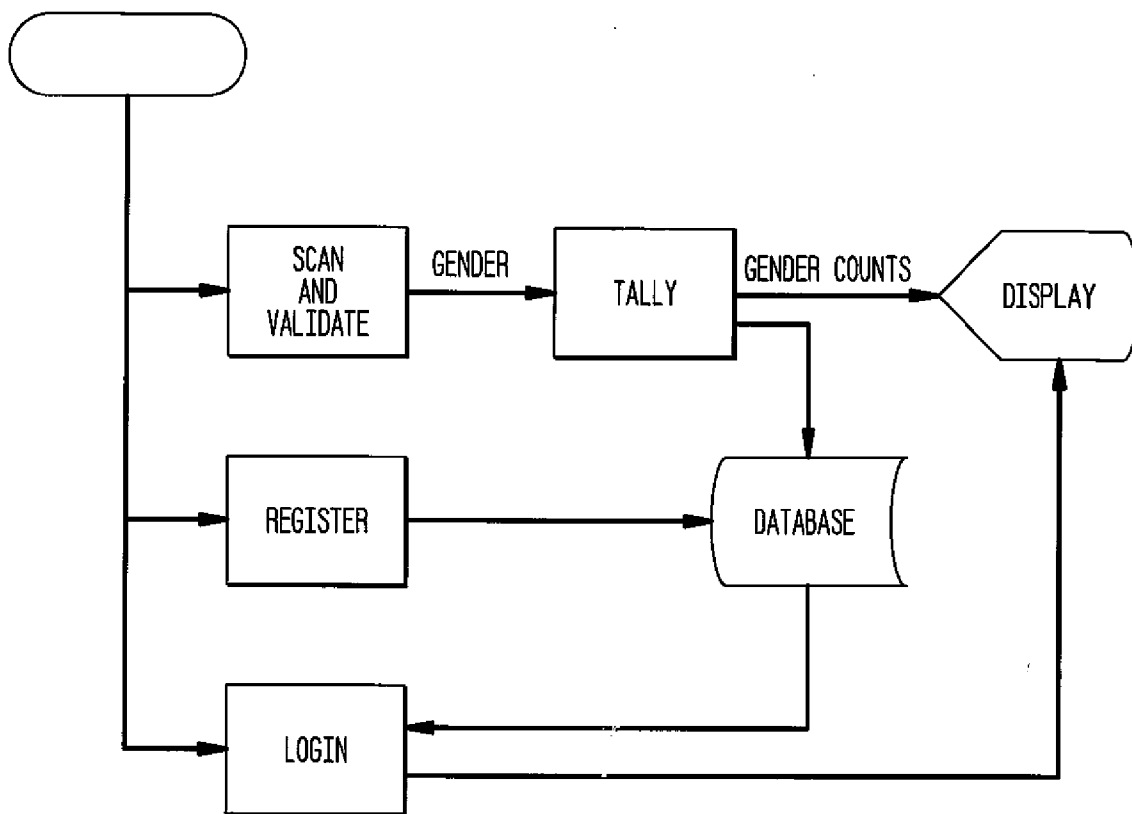 SCAN
AND
VALIDATE
GENDER
TALLY
GENDER COUNTS
DISPLAY
REGISTER
DATABASE
LOGIN